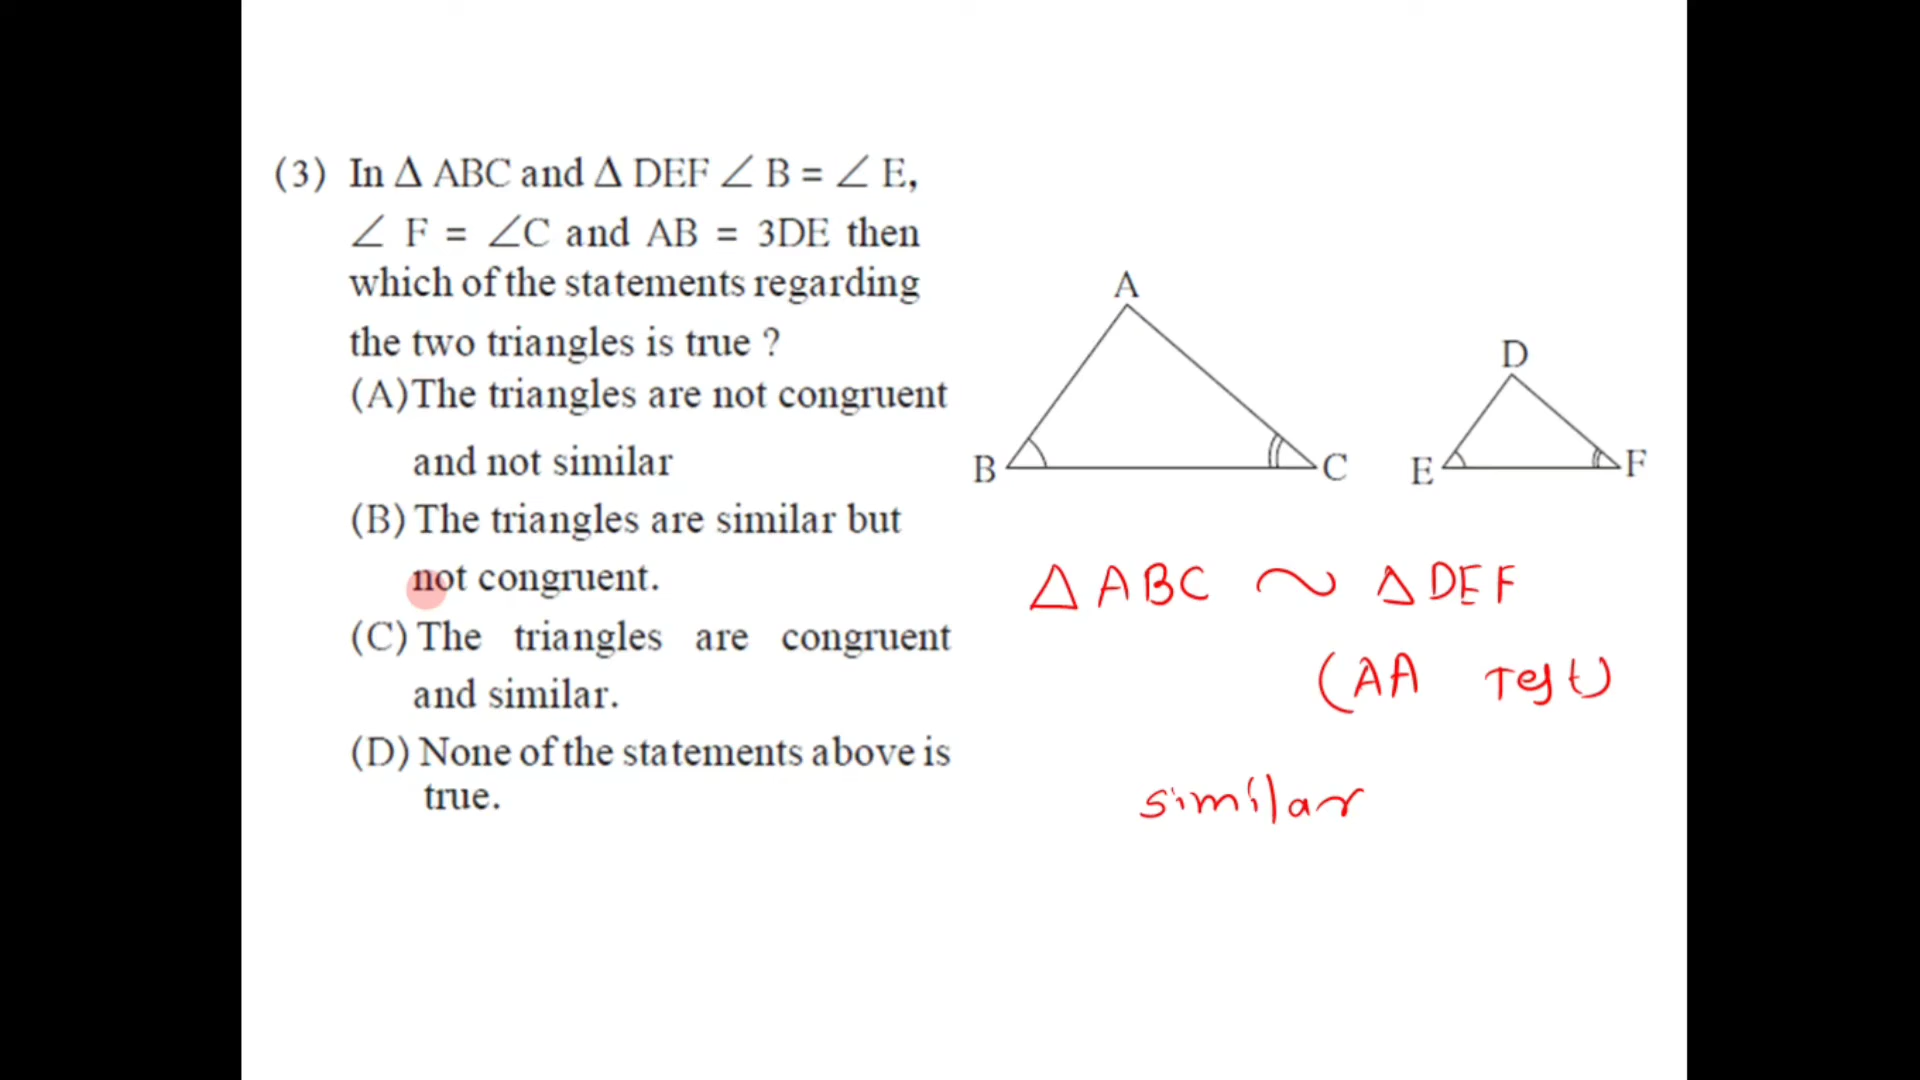 (3) In Δ ABC and Δ DEF ∠ B = ∠ E,
∠ F = ∠C and AB = 3DE then
which of the statements regarding
the two triangles is true ?
(A)The triangles are not congruent
and not similar
(B) The triangles are similar but
not congruent.
(C) The triangles are congruent
and similar.
(D) None of the statements above is
true.
A
B
C
D
E
F
Δ ABC ~ Δ DEF
(AA Test)
similar